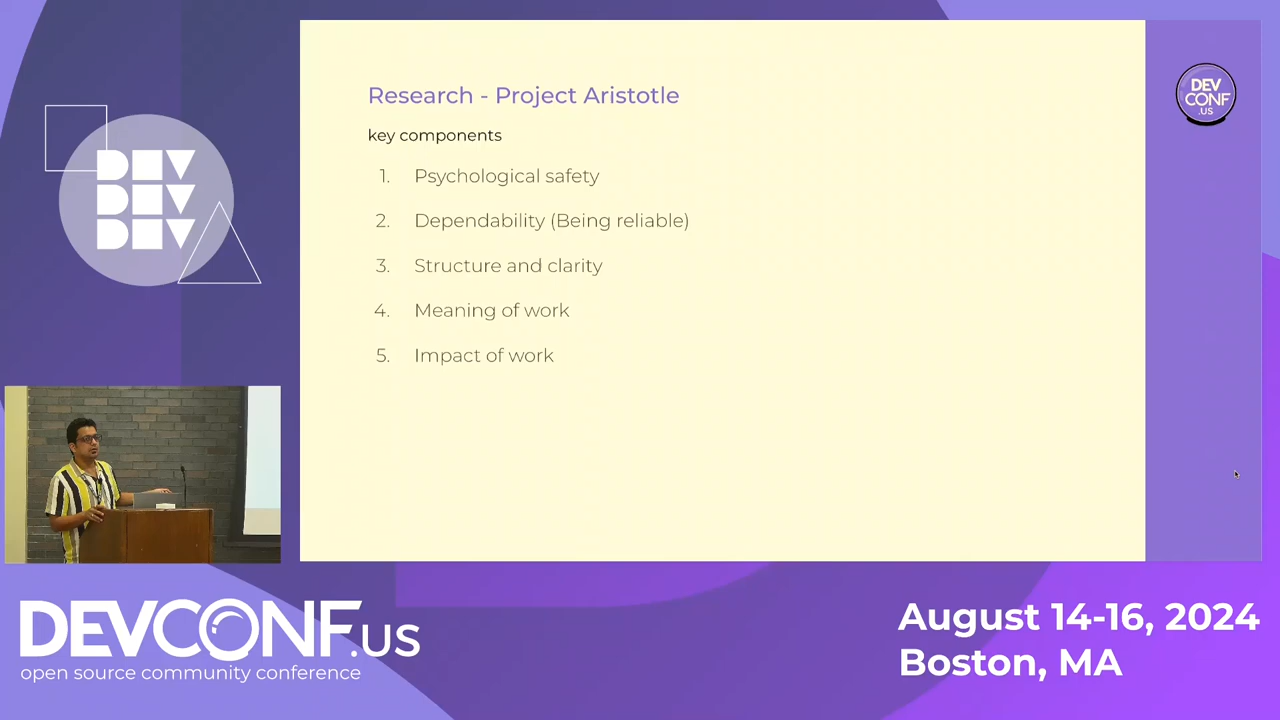 Research - Project Aristotle
key components
1. Psychological safety
2. Dependability (Being reliable)
3. Structure and clarity
4. Meaning of work
5. Impact of work
DEV
CONF
.US
DEV
DEV
DEV
DEVCONF.us
open source community conference
August 14-16, 2024
Boston, MA